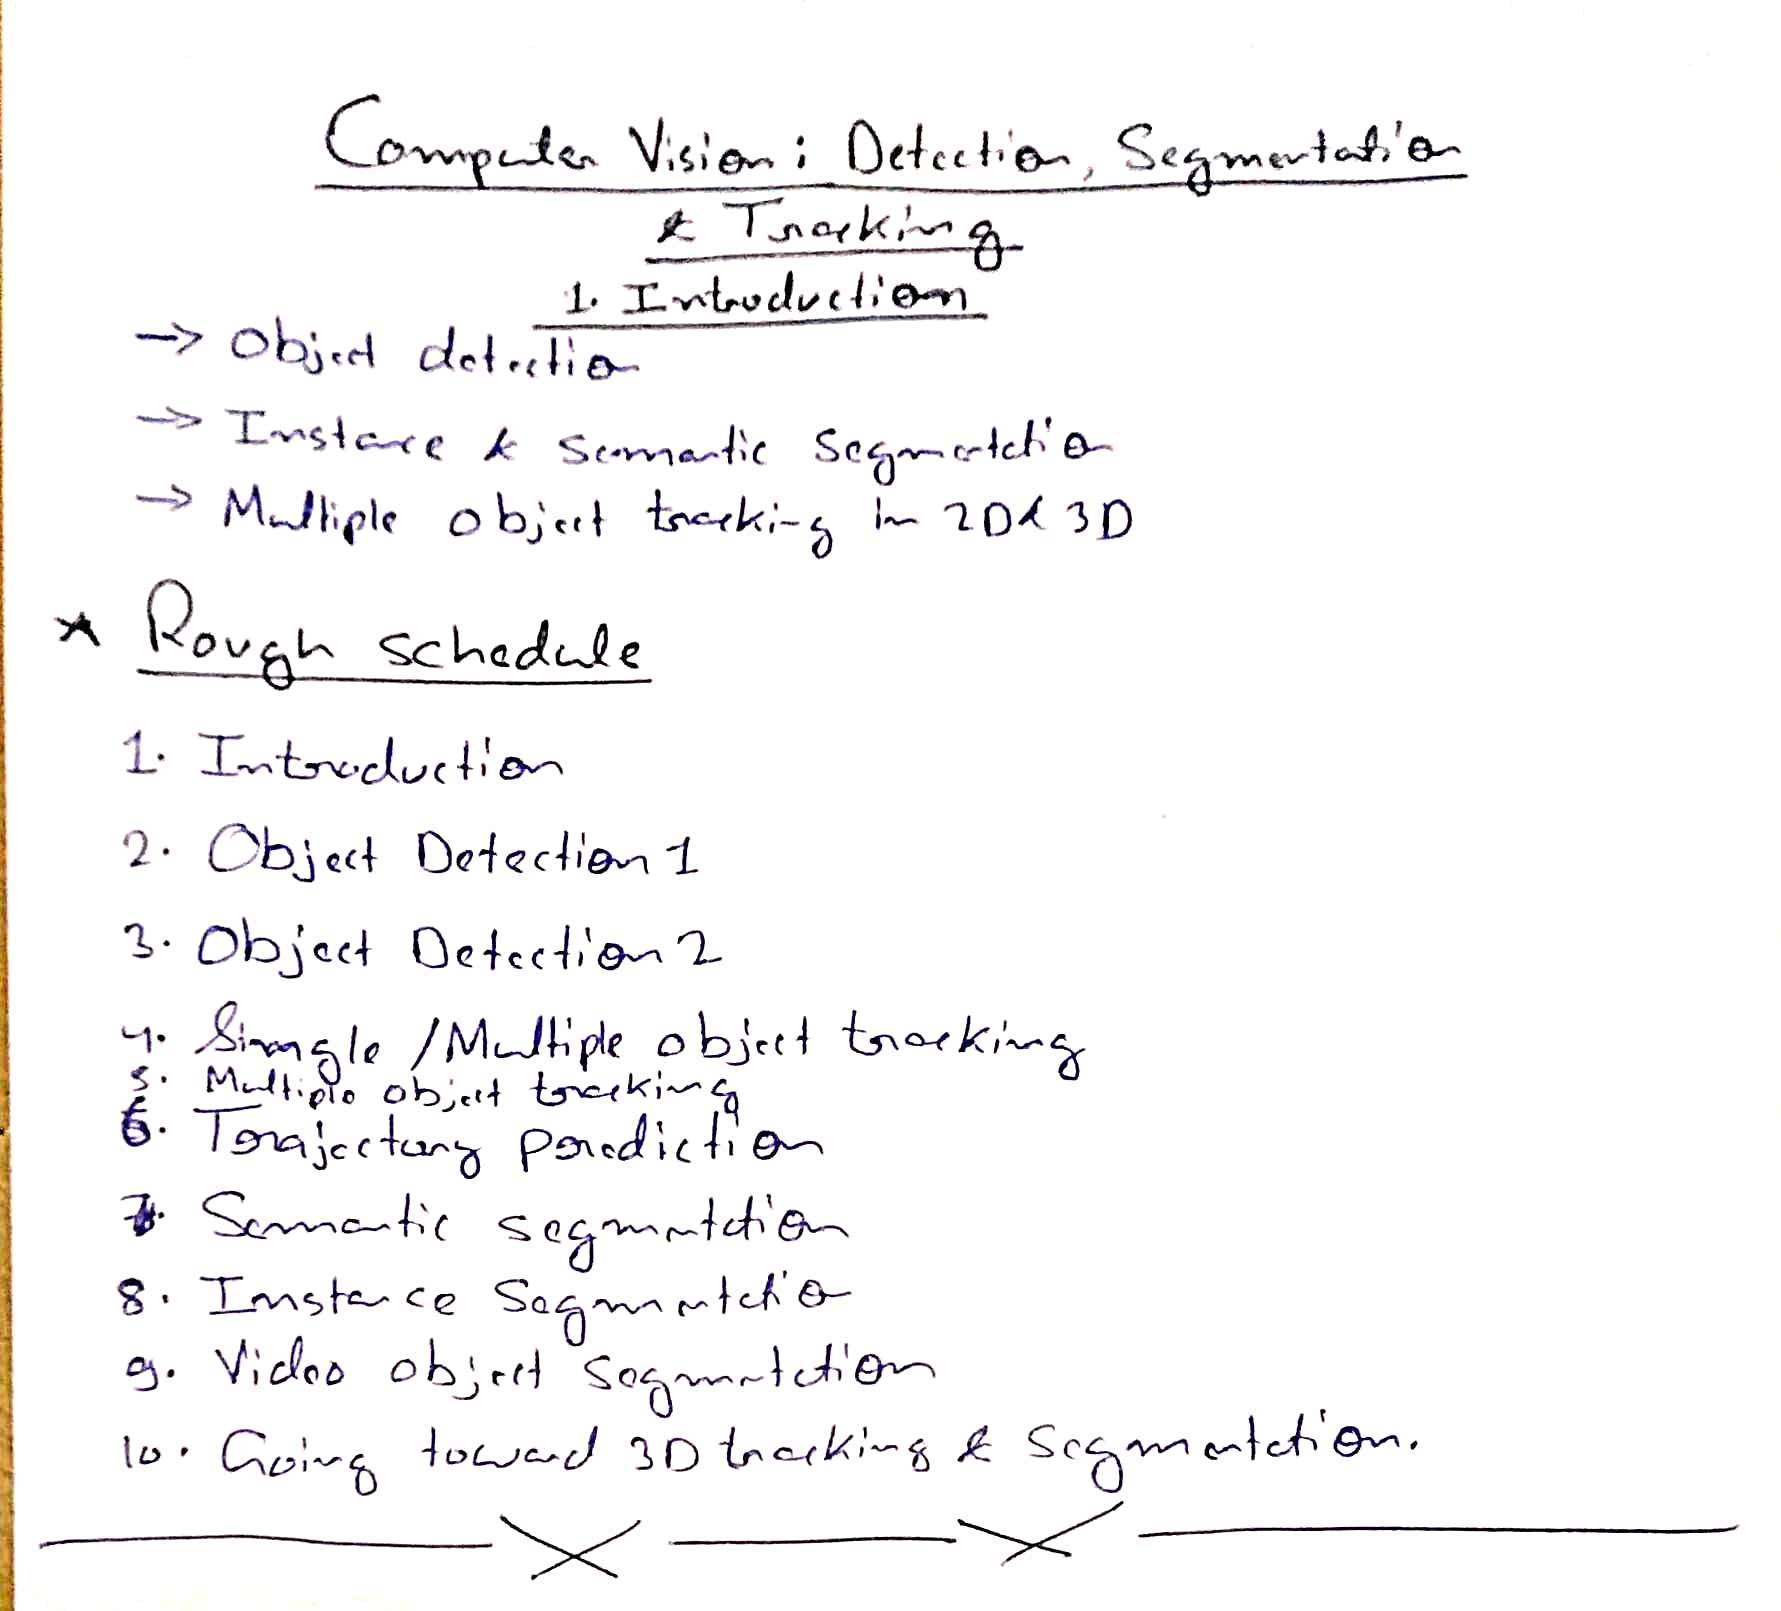 Computer Vision: Detection, Segmentation
& Tracking
1. Introduction
→ Object detection
→ Instance & semantic segmentation
→ Multiple object tracking in 2D & 3D
* Rough schedule
1. Introduction
2. Object Detection 1
3. Object Detection 2
4. Single / Multiple object tracking
5. Multiple object tracking
6. Trajectory prediction
7. Semantic segmentation
8. Instance Segmentation
9. Video object segmentation
10. Going toward 3D tracking & segmentation.